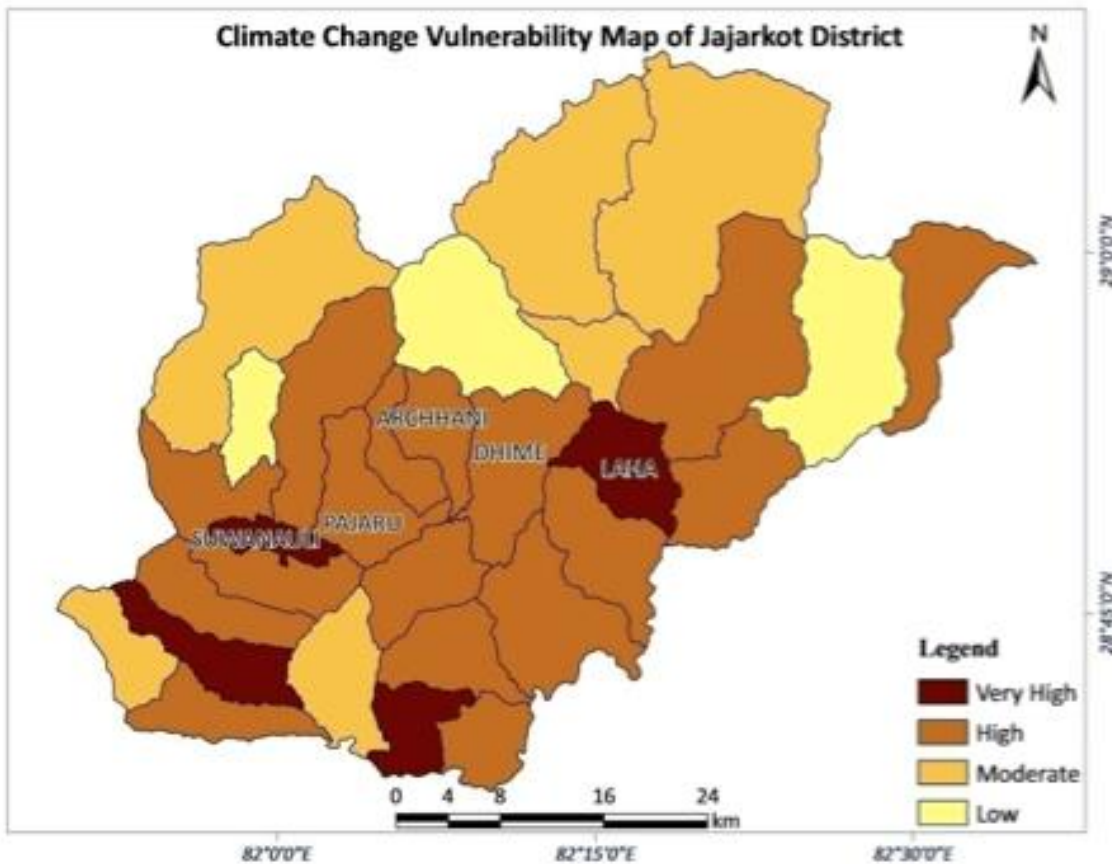 Climate Change Vulnerability Map of Jajarkot District
N
29°0'0"N
ARCHHANI
DHIME
LAHA
PAJARU
SUWANAULI
28°45'0"N
Legend
Very High
High
Moderate
Low
0 4 8 16 24
km
82°0'0"E 82°15'0"E 82°30'0"E